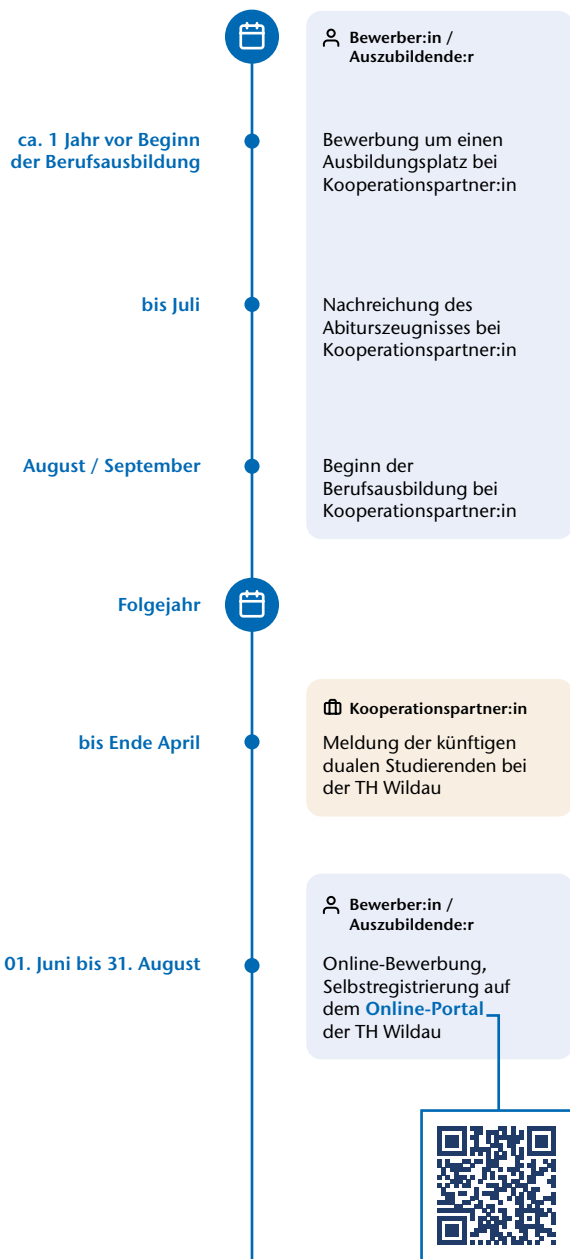 Bewerber:in /
Auszubildende:r
ca. 1 Jahr vor Beginn
der Berufsausbildung
Bewerbung um einen
Ausbildungsplatz bei
Kooperationspartner:in
bis Juli
Nachreichung des
Abiturszeugnisses bei
Kooperationspartner:in
August / September
Beginn der
Berufsausbildung bei
Kooperationspartner:in
Folgejahr
Kooperationspartner:in
bis Ende April
Meldung der künftigen
dualen Studierenden bei
der TH Wildau
Bewerber:in /
Auszubildende:r
01. Juni bis 31. August
Online-Bewerbung,
Selbstregistrierung auf
dem Online-Portal
der TH Wildau